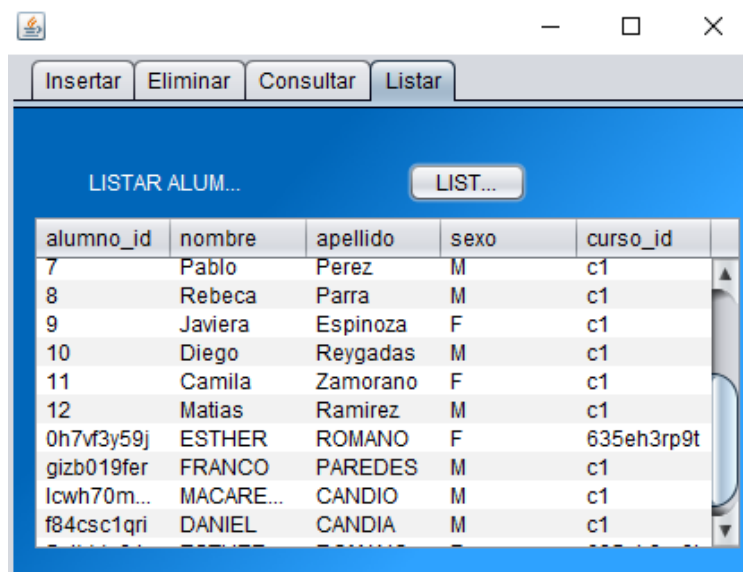 Insertar Eliminar Consultar Listar
LISTAR ALUM... LIST...
alumno_id nombre apellido sexo curso_id
7 Pablo Perez M c1
8 Rebeca Parra M c1
9 Javiera Espinoza F c1
10 Diego Reygadas M c1
11 Camila Zamorano F c1
12 Matias Ramirez M c1
0h7vf3y59j ESTHER ROMANO F 635eh3rp9t
gizb019fer FRANCO PAREDES M c1
lcwh70m... MACARE... CANDIO M c1
f84csc1qri DANIEL CANDIA M c1